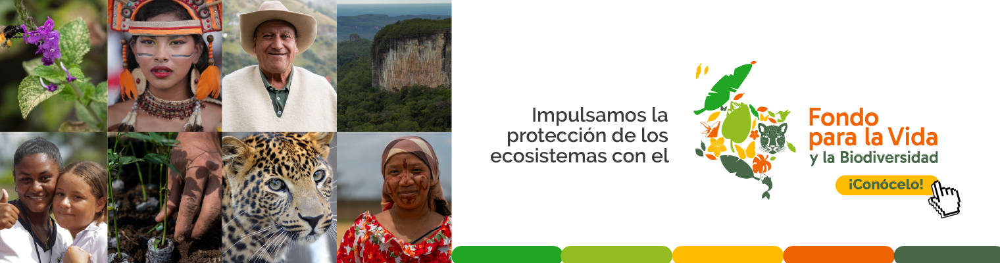 Impulsamos la
protección de los
ecosistemas con el
Fondo
para la Vida
y la Biodiversidad
¡Conócelo!